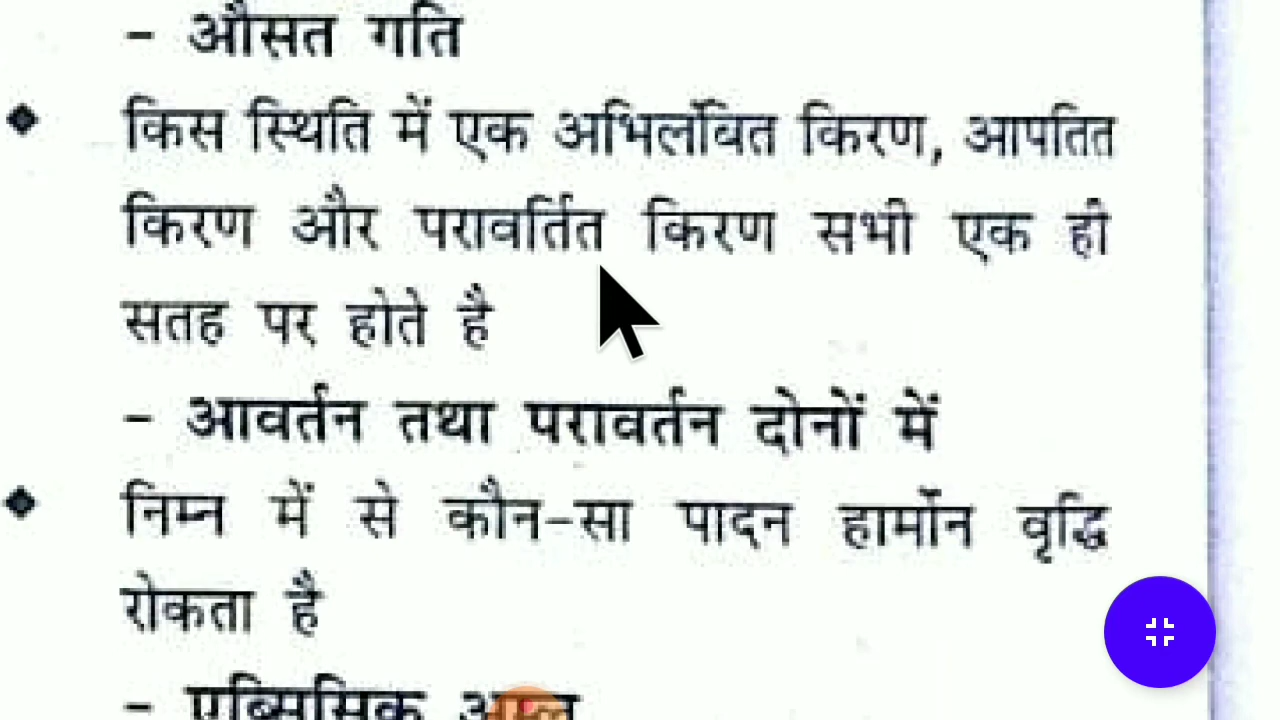 - औसत गति
◆ किस स्थिति में एक अभिलंवित किरण, आपतित
किरण और परावर्तित किरण सभी एक ही
सतह पर होते है
- आवर्तन तथा परावर्तन दोनों में
◆ निम्न में से कौन-सा पादन हार्मोन वृद्धि
रोकता है
- एब्सिसिक